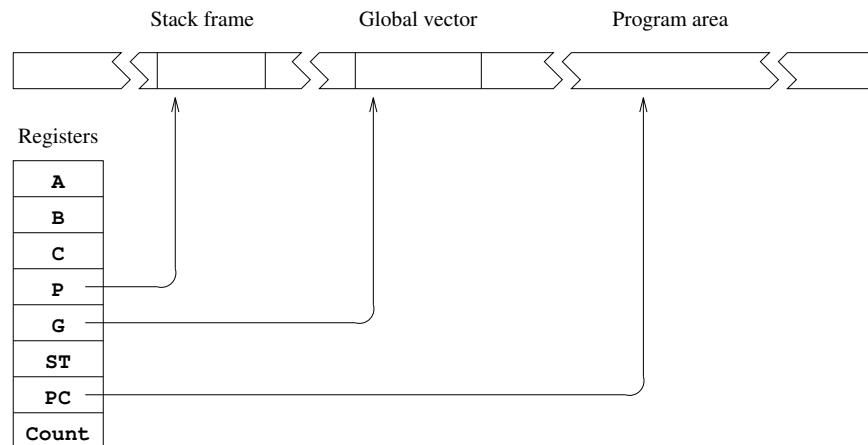 Stack frame Global vector Program area
Registers
A
B
C
P
G
ST
PC
Count